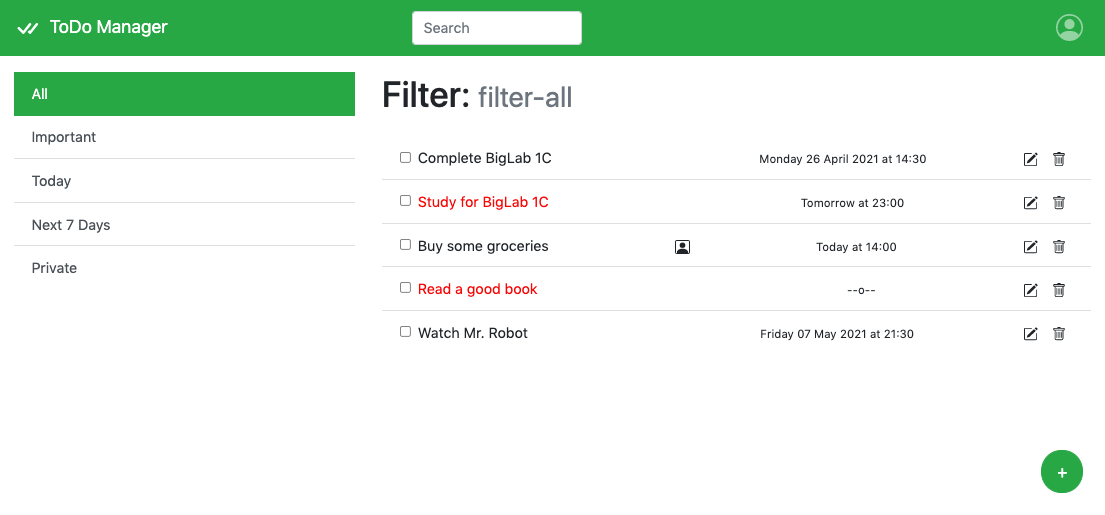 ToDo Manager
Search
All
Important
Today
Next 7 Days
Private
Filter: filter-all
Complete BigLab 1C Monday 26 April 2021 at 14:30
Study for BigLab 1C Tomorrow at 23:00
Buy some groceries Today at 14:00
Read a good book --o--
Watch Mr. Robot Friday 07 May 2021 at 21:30
+